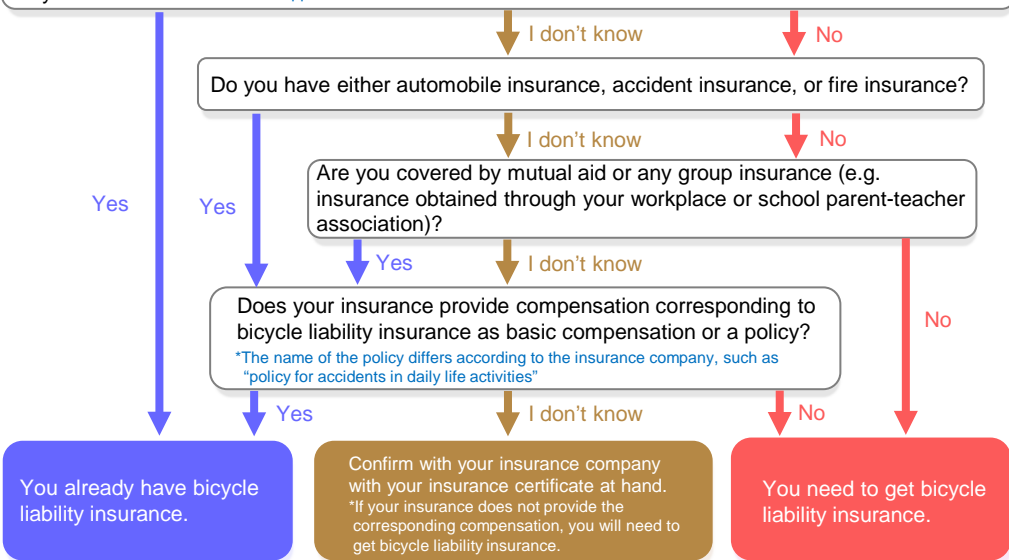 I don't know
No
Do you have either automobile insurance, accident insurance, or fire insurance?
I don't know
No
Yes
Yes
Are you covered by mutual aid or any group insurance (e.g.
insurance obtained through your workplace or school parent-teacher
association)?
Yes
I don't know
No
Does your insurance provide compensation corresponding to
bicycle liability insurance as basic compensation or a policy?
*The name of the policy differs according to the insurance company, such as
"policy for accidents in daily life activities"
Yes
I don't know
No
You already have bicycle
liability insurance.
Confirm with your insurance company
with your insurance certificate at hand.
*If your insurance does not provide the
corresponding compensation, you will need to
get bicycle liability insurance.
You need to get bicycle
liability insurance.